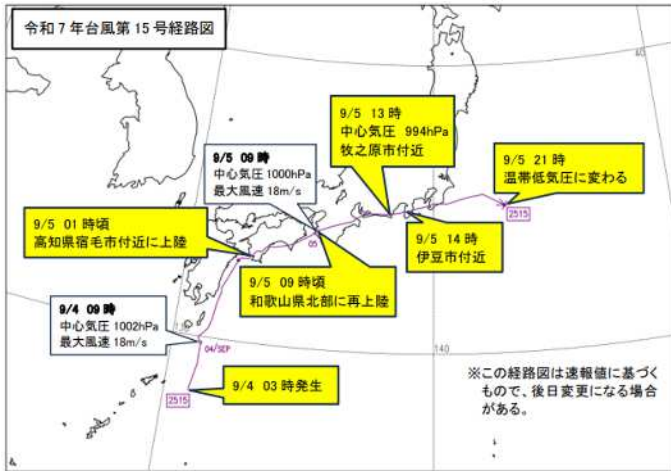 令和7年台風第15号経路図
40
9/5 13時
中心気圧 994hPa
牧之原市付近
9/5 09時
中心気圧 1000hPa
最大風速 18m/s
9/5 21時
温帯低気圧に変わる
2515
9/5 01時頃
高知県宿毛市付近に上陸
05
9/5 14時
伊豆市付近
9/5 09時頃
和歌山県北部に再上陸
9/4 09時
中心気圧 1002hPa
最大風速 18m/s
04/SEP
140
9/4 03時発生
2515
※この経路図は速報値に基づく
もので、後日変更になる場合
がある。